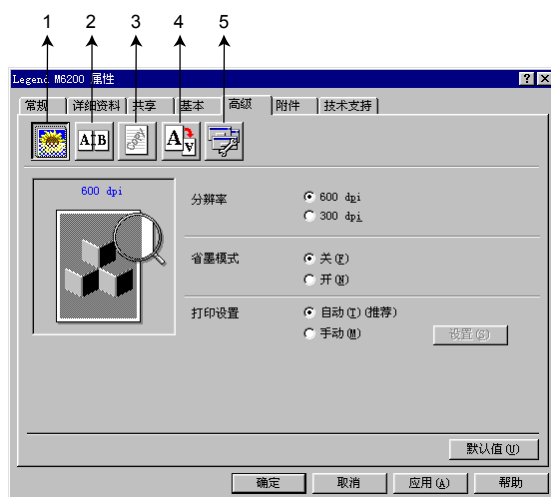 1 2 3 4 5
Legend M6200 属性
常规 详细资料 共享 基本 高级 附件 技术支持
A B Copy A A
600 dpi
分辨率
600 dpi
300 dpi
省墨模式
关(F)
开(N)
打印设置
自动(I)(推荐)
手动(M)
设置(S)
默认值(U)
确定 取消 应用(A) 帮助